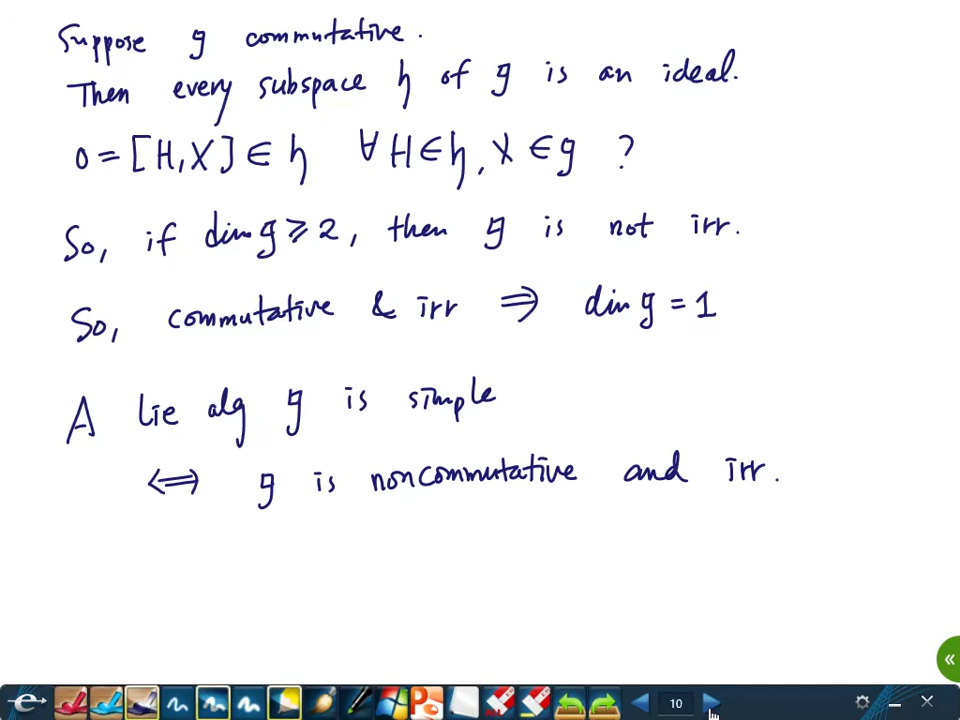 Suppose g commutative.
Then every subspace h of g is an ideal.
0 = [H, X] ∈ h ∀ H ∈ h, X ∈ g ?
So, if dim g ⩾ 2, then g is not irr.
So, commutative & irr ⇒ dim g = 1
A lie alg g is simple
⟺ g is noncommutative and irr.
10